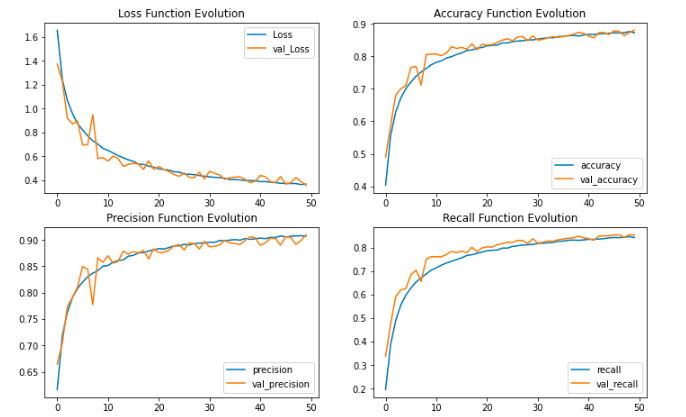 Loss Function Evolution
1.6
1.4
1.2
1.0
0.8
0.6
0.4
0 10 20 30 40 50
Loss
val_Loss
Accuracy Function Evolution
0.9
0.8
0.7
0.6
0.5
0.4
0 10 20 30 40 50
accuracy
val_accuracy
Precision Function Evolution
0.90
0.85
0.80
0.75
0.70
0.65
0 10 20 30 40 50
precision
val_precision
Recall Function Evolution
0.8
0.7
0.6
0.5
0.4
0.3
0.2
0 10 20 30 40 50
recall
val_recall